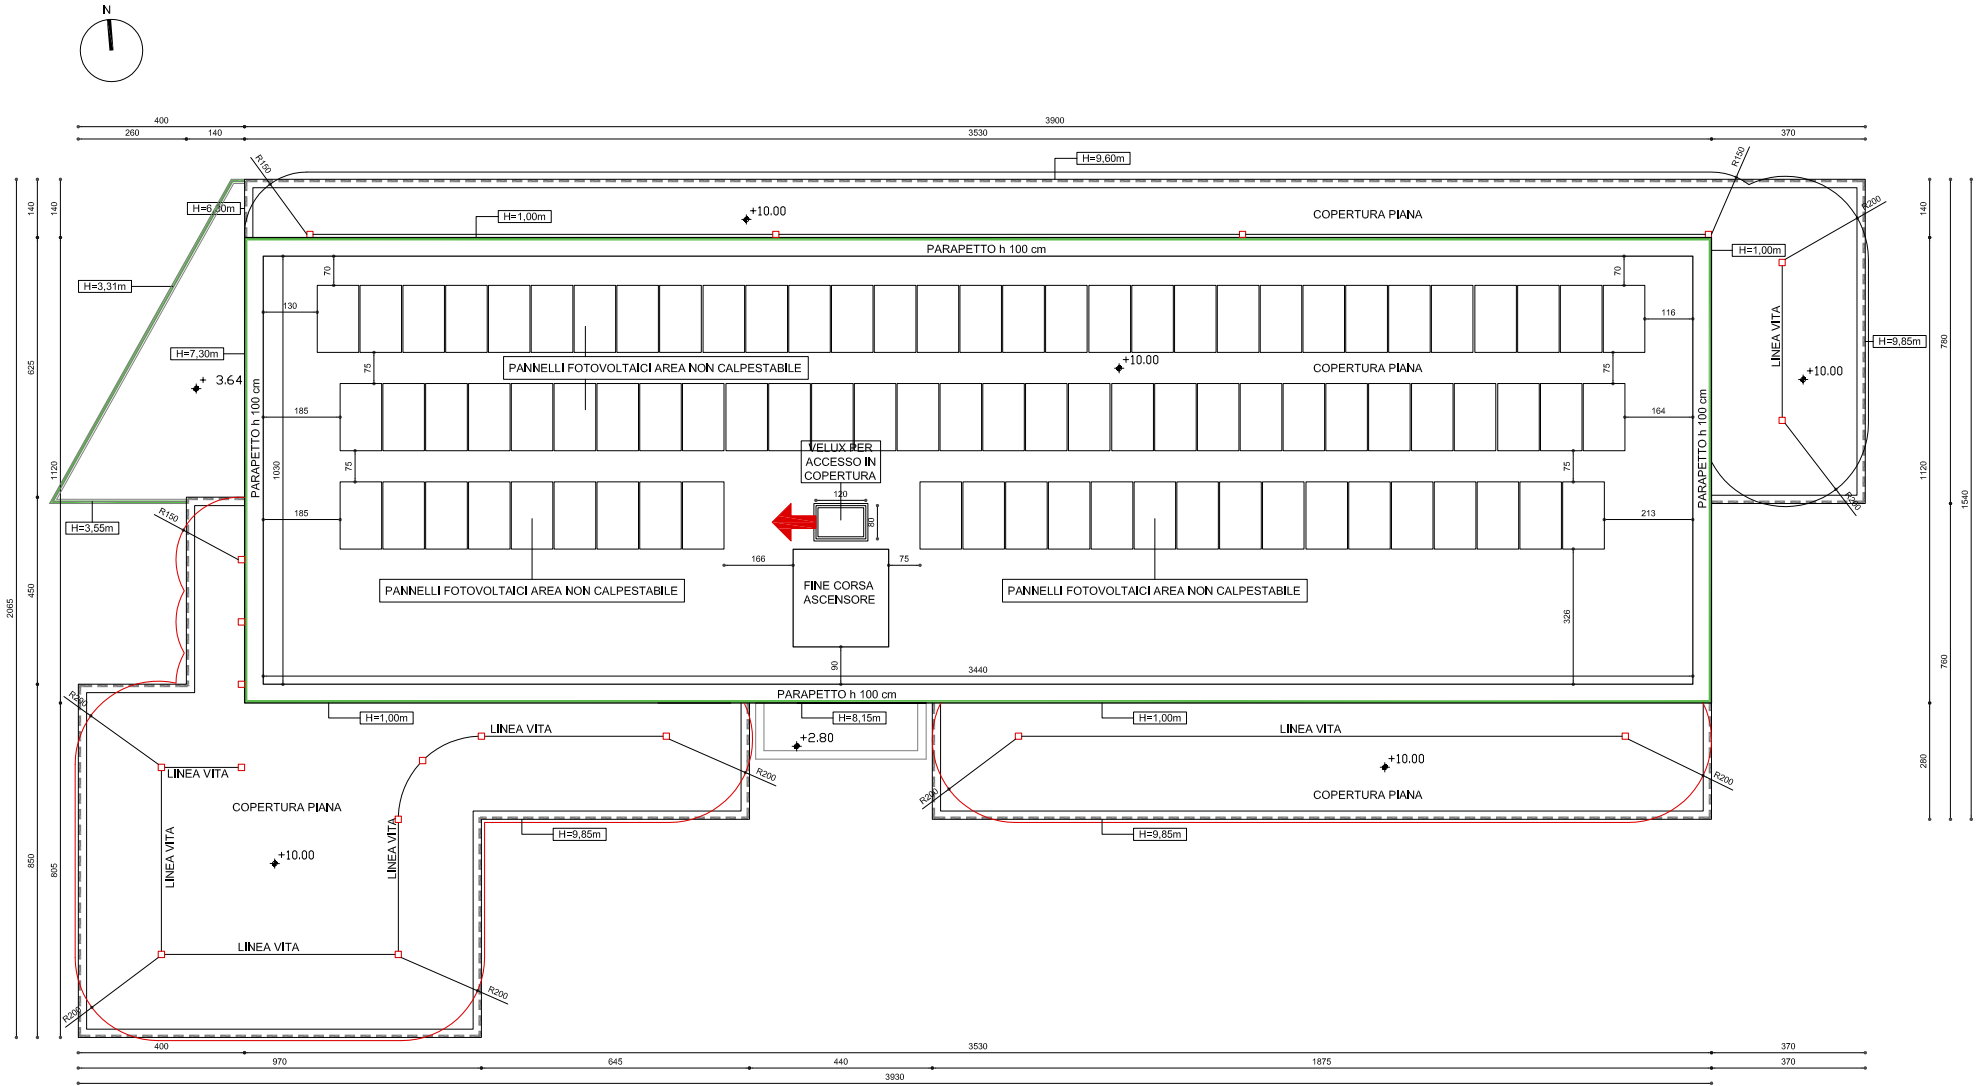 N
400
3900
260
140
3530
370
H=9,60m
R150
R150
R200
140
140
H=6,30m
H=1,00m
+10.00
COPERTURA PIANA
140
PARAPETTO h 100 cm
H=1,00m
70
70
H=3,31m
130
116
LINEA VITA
H=9,85m
780
625
H=7,30m
+ 3.64
75
PANNELLI FOTOVOLTAICI AREA NON CALPESTABILE
+10.00
COPERTURA PIANA
75
+10.00
PARAPETTO h 100 cm
185
164
PARAPETTO h 100 cm
VELUX PER
ACCESSO IN
COPERTURA
1120
1030
75
75
1120
1540
120
80
R200
H=3,55m
R150
185
213
166
75
PANNELLI FOTOVOLTAICI AREA NON CALPESTABILE
FINE CORSA
ASCENSORE
PANNELLI FOTOVOLTAICI AREA NON CALPESTABILE
2065
450
326
90
3440
760
PARAPETTO h 100 cm
R200
H=1,00m
H=8,15m
H=1,00m
LINEA VITA
+2.80
LINEA VITA
LINEA VITA
R200
+10.00
R200
R200
280
COPERTURA PIANA
COPERTURA PIANA
H=9,85m
H=9,85m
LINEA VITA
LINEA VITA
+10.00
850
805
LINEA VITA
R200
R200
400
3530
370
970
645
440
1875
370
3930